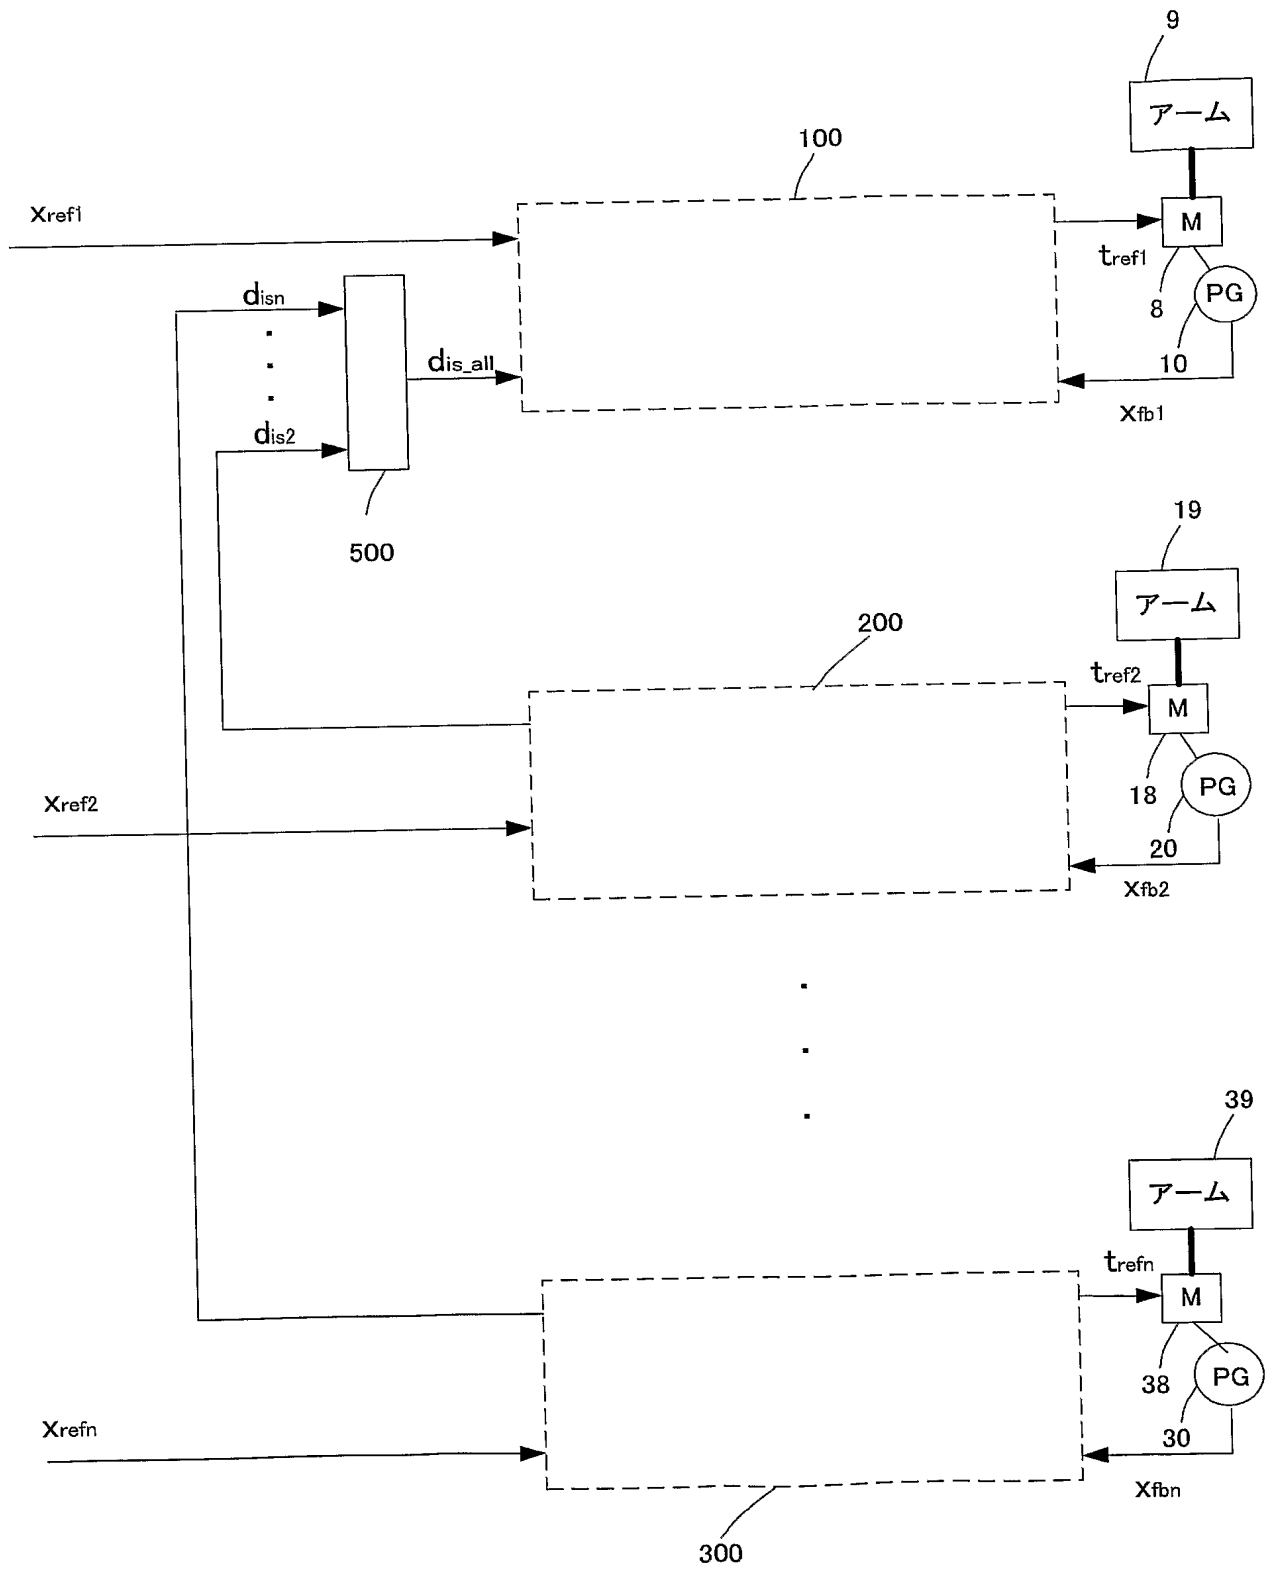 9
アーム
100
xref1
M
tref1
disn
PG
8
10
dis_all
xfb1
dis2
500
19
アーム
200
tref2
M
18
PG
xref2
20
xfb2
39
アーム
trefn
M
38
PG
xrefn
30
xfbn
300